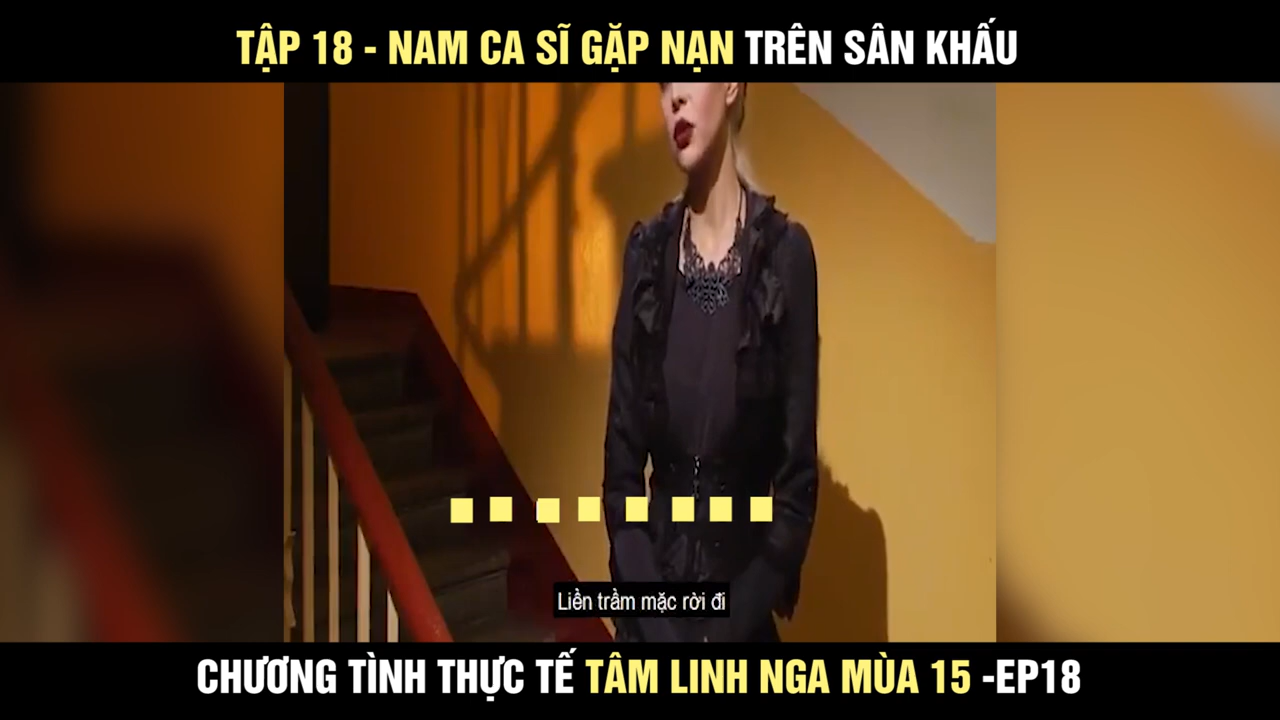 TẬP 18 - NAM CA SĨ GẶP NẠN TRÊN SÂN KHẤU
Liền trầm mặc rời đi
CHƯƠNG TÌNH THỰC TẾ TÂM LINH NGA MÙA 15 -EP18